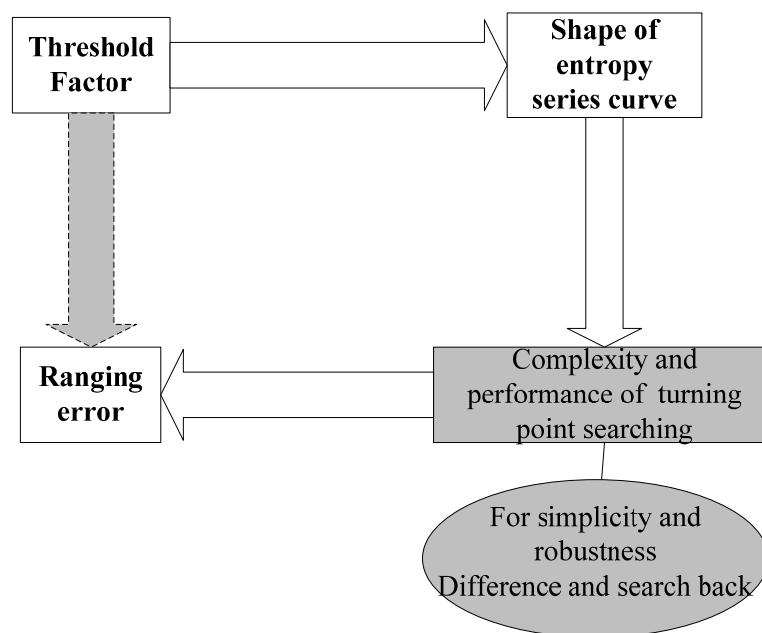 Threshold
Factor
Shape of
entropy
series curve
Ranging
error
Complexity and
performance of turning
point searching
For simplicity and
robustness
Difference and search back